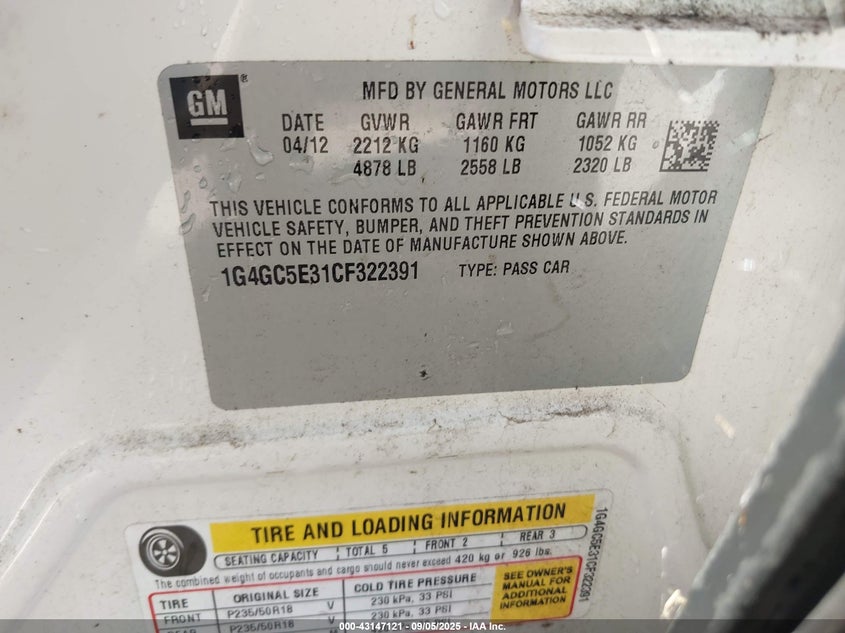 GM ®
MFD BY GENERAL MOTORS LLC
DATE GVWR GAWR FRT GAWR RR
04/12 2212 KG 1160 KG 1052 KG
4878 LB 2558 LB 2320 LB
THIS VEHICLE CONFORMS TO ALL APPLICABLE U.S. FEDERAL MOTOR
VEHICLE SAFETY, BUMPER, AND THEFT PREVENTION STANDARDS IN
EFFECT ON THE DATE OF MANUFACTURE SHOWN ABOVE.
1G4GC5E31CF322391 TYPE: PASS CAR
TIRE AND LOADING INFORMATION
SEATING CAPACITY TOTAL 5 FRONT 2 REAR 3
The combined weight of occupants and cargo should never exceed 420 kg or 926 lbs.
TIRE ORIGINAL SIZE COLD TIRE PRESSURE
FRONT P235/50R18 V 230 kPa, 33 PSI
P235/50R18 V 230 kPa, 33 PSI
SEE OWNER'S
MANUAL FOR
ADDITIONAL
INFORMATION
1G4GC5E31CF322391
000-43147121 - 09/05/2025 - IAA Inc.